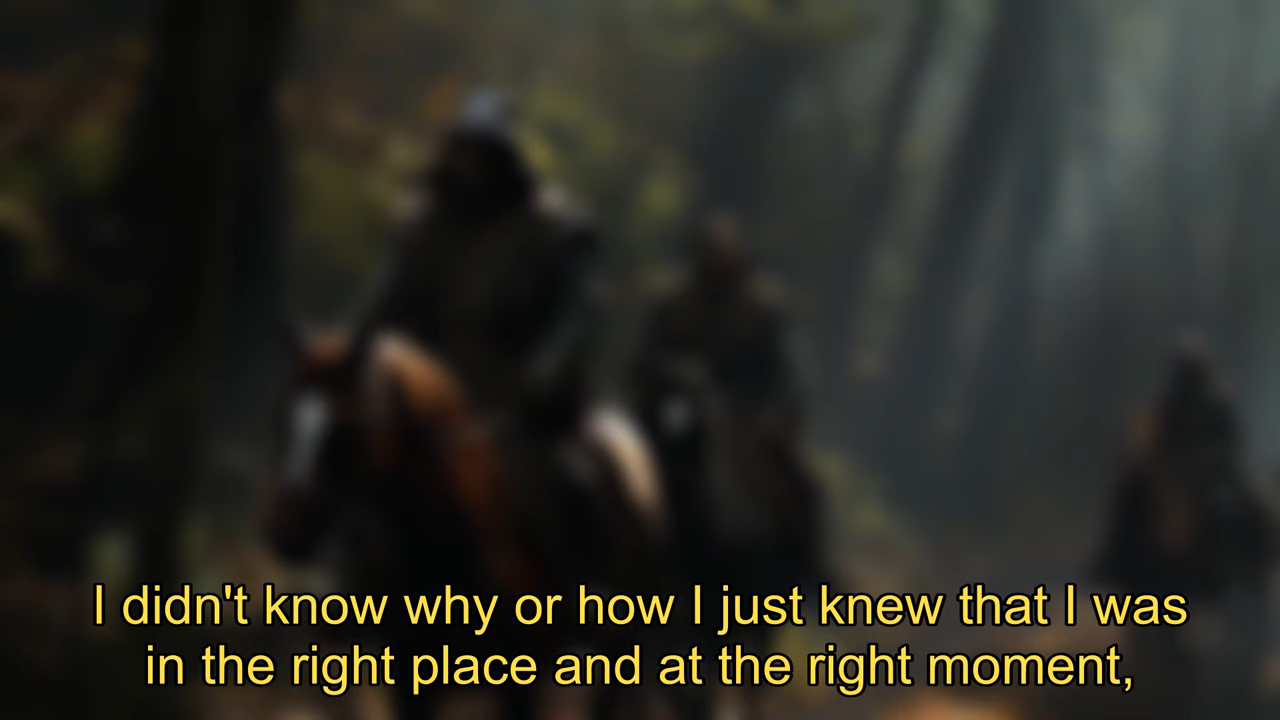 I didn't know why or how I just knew that I was
in the right place and at the right moment,